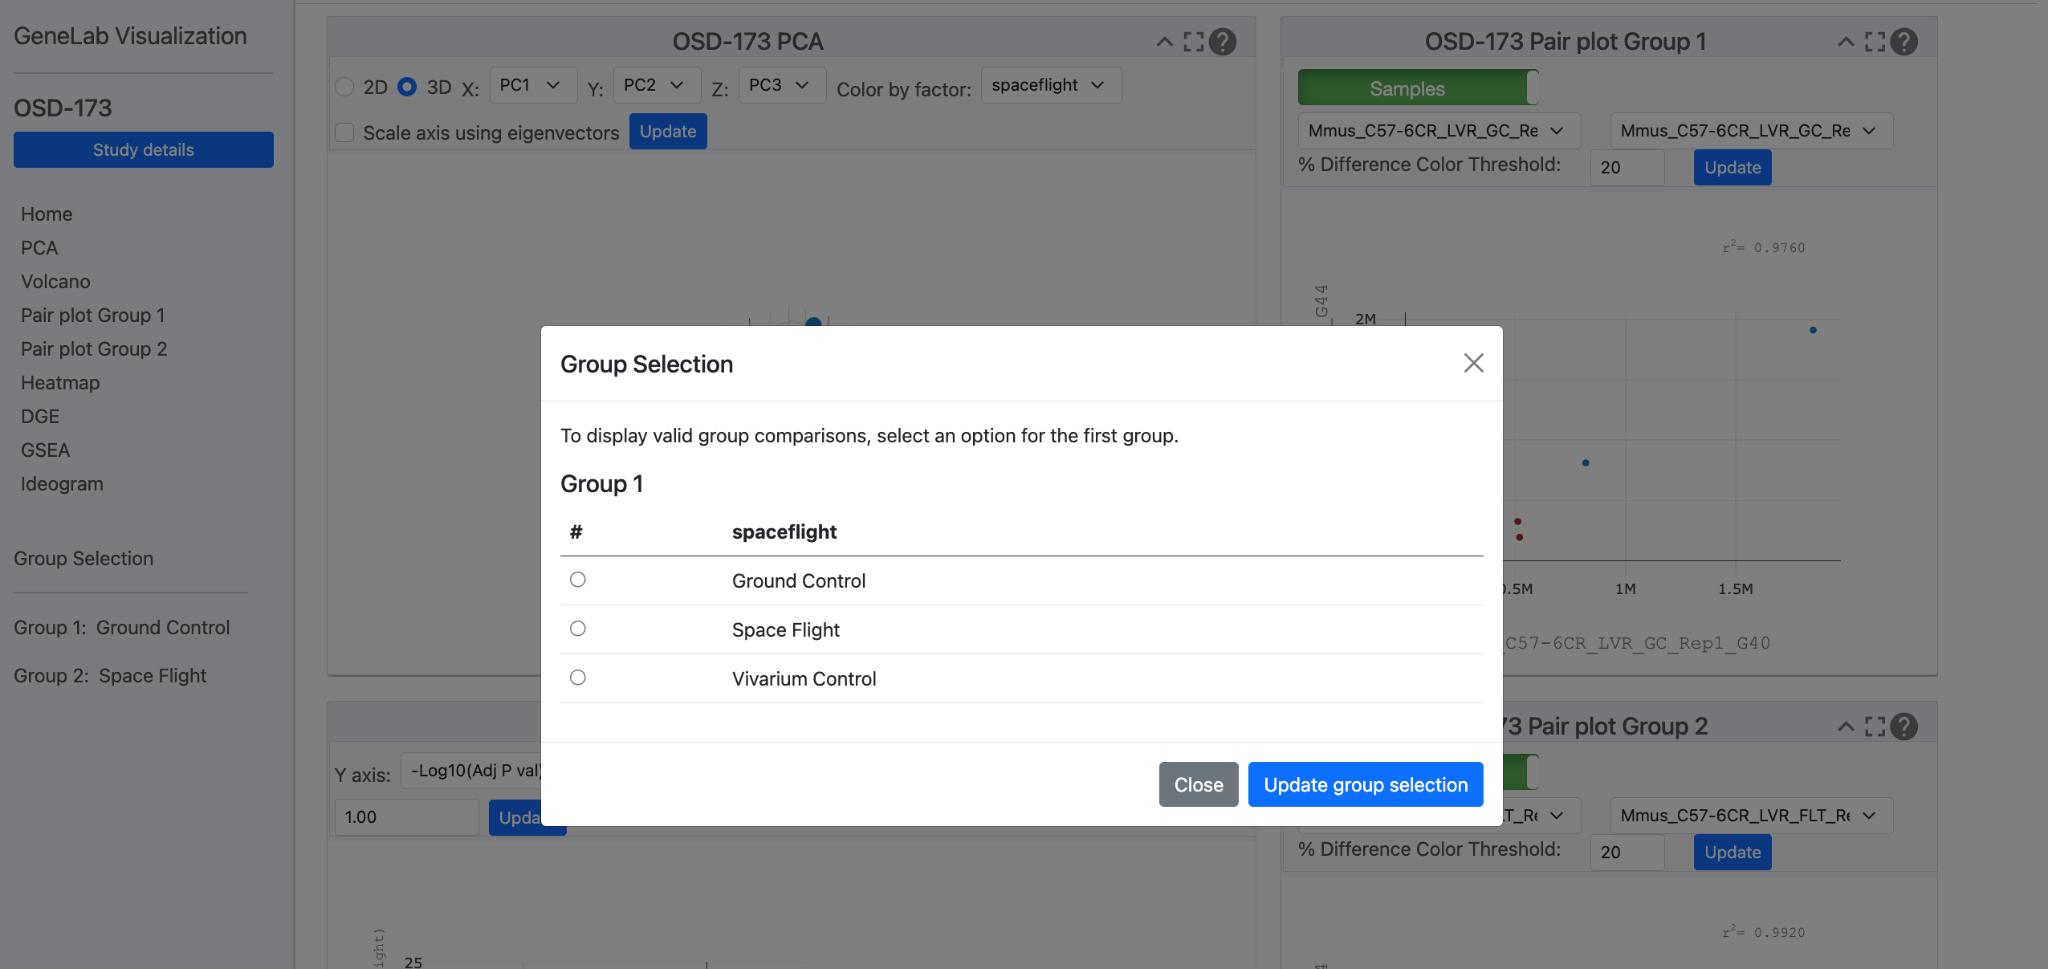 GeneLab Visualization
OSD-173
Study details
Home
PCA
Volcano
Pair plot Group 1
Pair plot Group 2
Heatmap
DGE
GSEA
Ideogram
Group Selection
Group 1: Ground Control
Group 2: Space Flight
OSD-173 PCA
?
2D 3D X: PC1 Y: PC2 Z: PC3 Color by factor: spaceflight
Scale axis using eigenvectors Update
OSD-173 Pair plot Group 1
?
Samples
Mmus_C57-6CR_LVR_GC_Re Mmus_C57-6CR_LVR_GC_Re
% Difference Color Threshold: 20 Update
r²= 0.9760
G44
2M
0.5M 1M 1.5M
C57-6CR_LVR_GC_Rep1_G40
Group Selection
To display valid group comparisons, select an option for the first group.
Group 1
# spaceflight
Ground Control
Space Flight
Vivarium Control
Close Update group selection
Y axis: -Log10(Adj P val)
1.00 Upda
ight)
25
73 Pair plot Group 2
?
T_Re Mmus_C57-6CR_LVR_FLT_Re
% Difference Color Threshold: 20 Update
r²= 0.9920